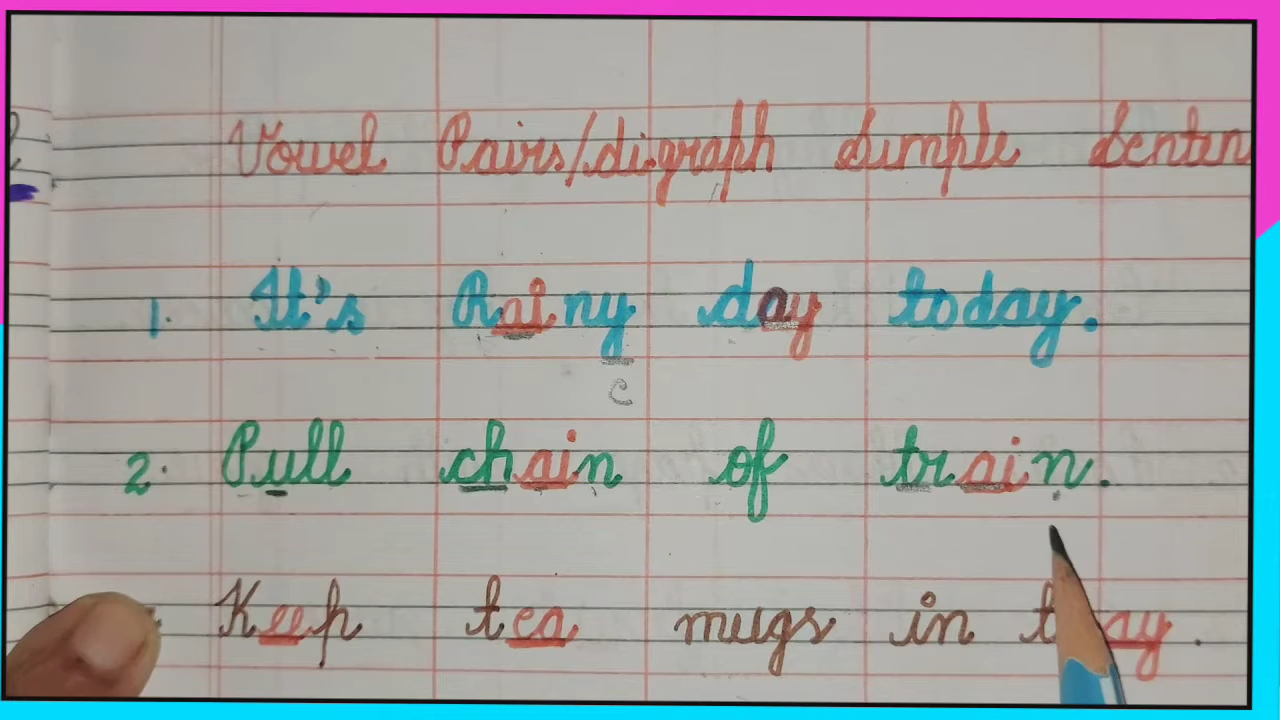 Vowel Pairs/digraph Simple Senten
1. It's Rainy day today.
c
2. Pull chain of train.
Keep tea mugs in t ay.